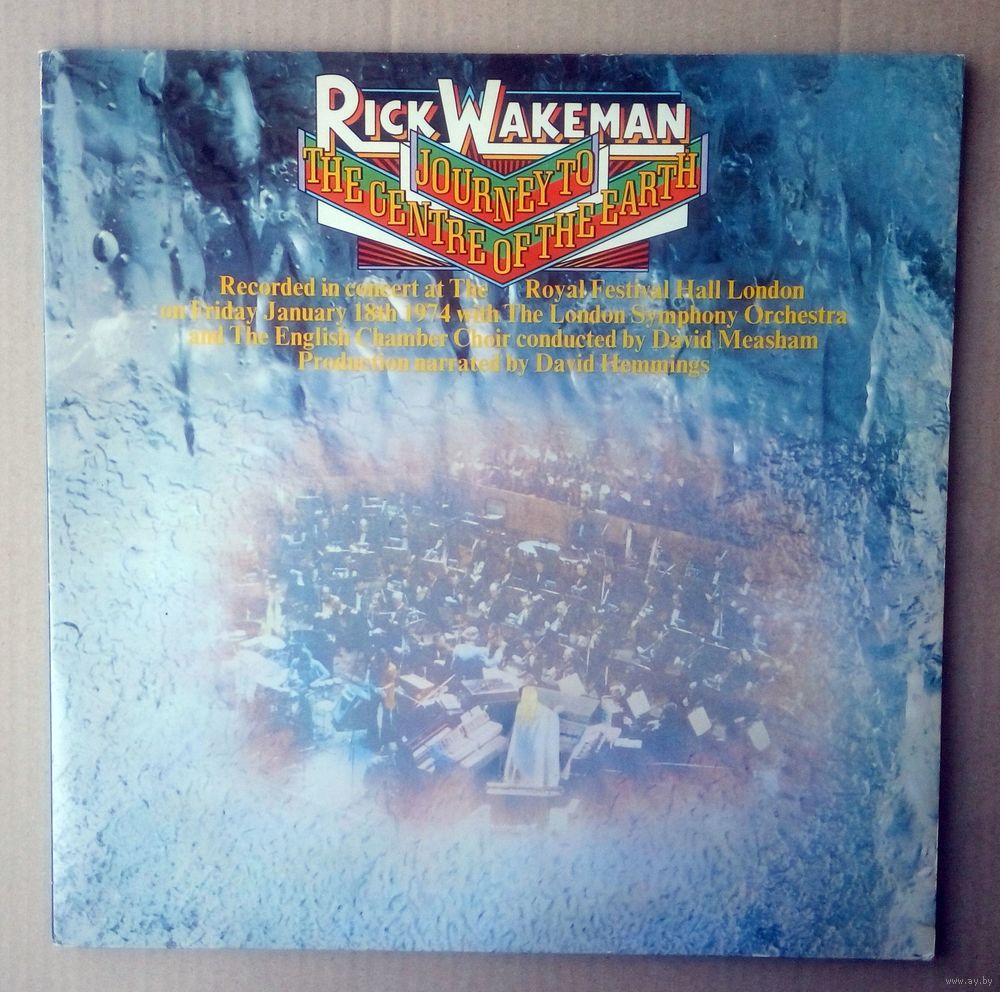 RICK WAKEMAN
JOURNEY TO
THE CENTRE OF THE EARTH
Recorded in concert at The Royal Festival Hall London
on Friday January 18th 1974 with The London Symphony Orchestra
and The English Chamber Choir conducted by David Measham
Production narrated by David Hemmings
www.ay.by